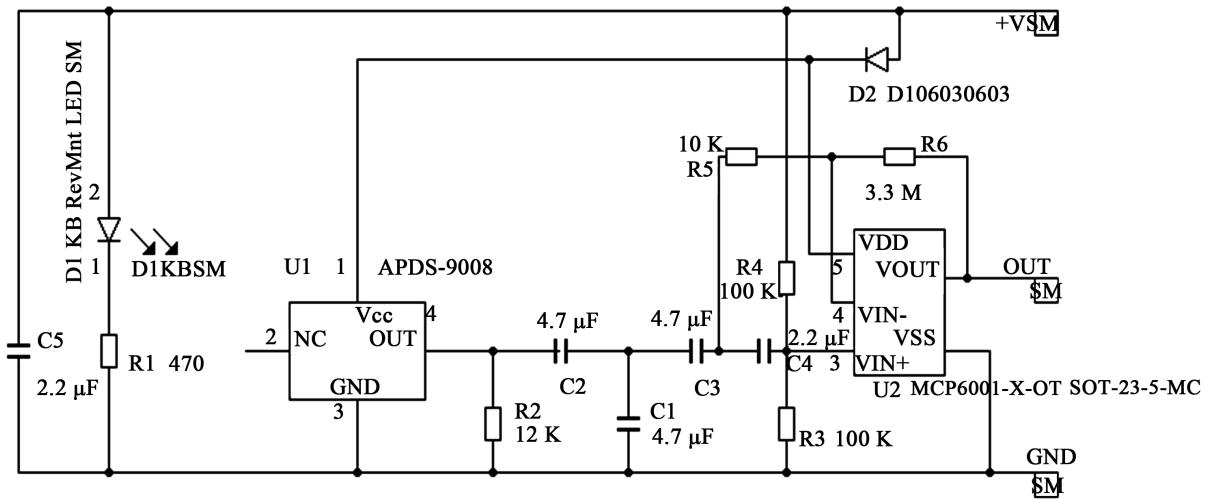 +VSM
D1 KB RevMnt LED SM
D2 D106030603
10 K
R5
R6
3.3 M
2
1
D1KBSM
U1
1
APDS-9008
Vcc
4
2
NC
OUT
GND
3
R4
100 K
VDD
5
VOUT
4
VIN-
VSS
3
VIN+
OUT
SM
C5
2.2 µF
R1 470
4.7 µF
C2
4.7 µF
C3
2.2 µF
C4
U2 MCP6001-X-OT SOT-23-5-MC
R2
12 K
C1
4.7 µF
R3 100 K
GND
SM